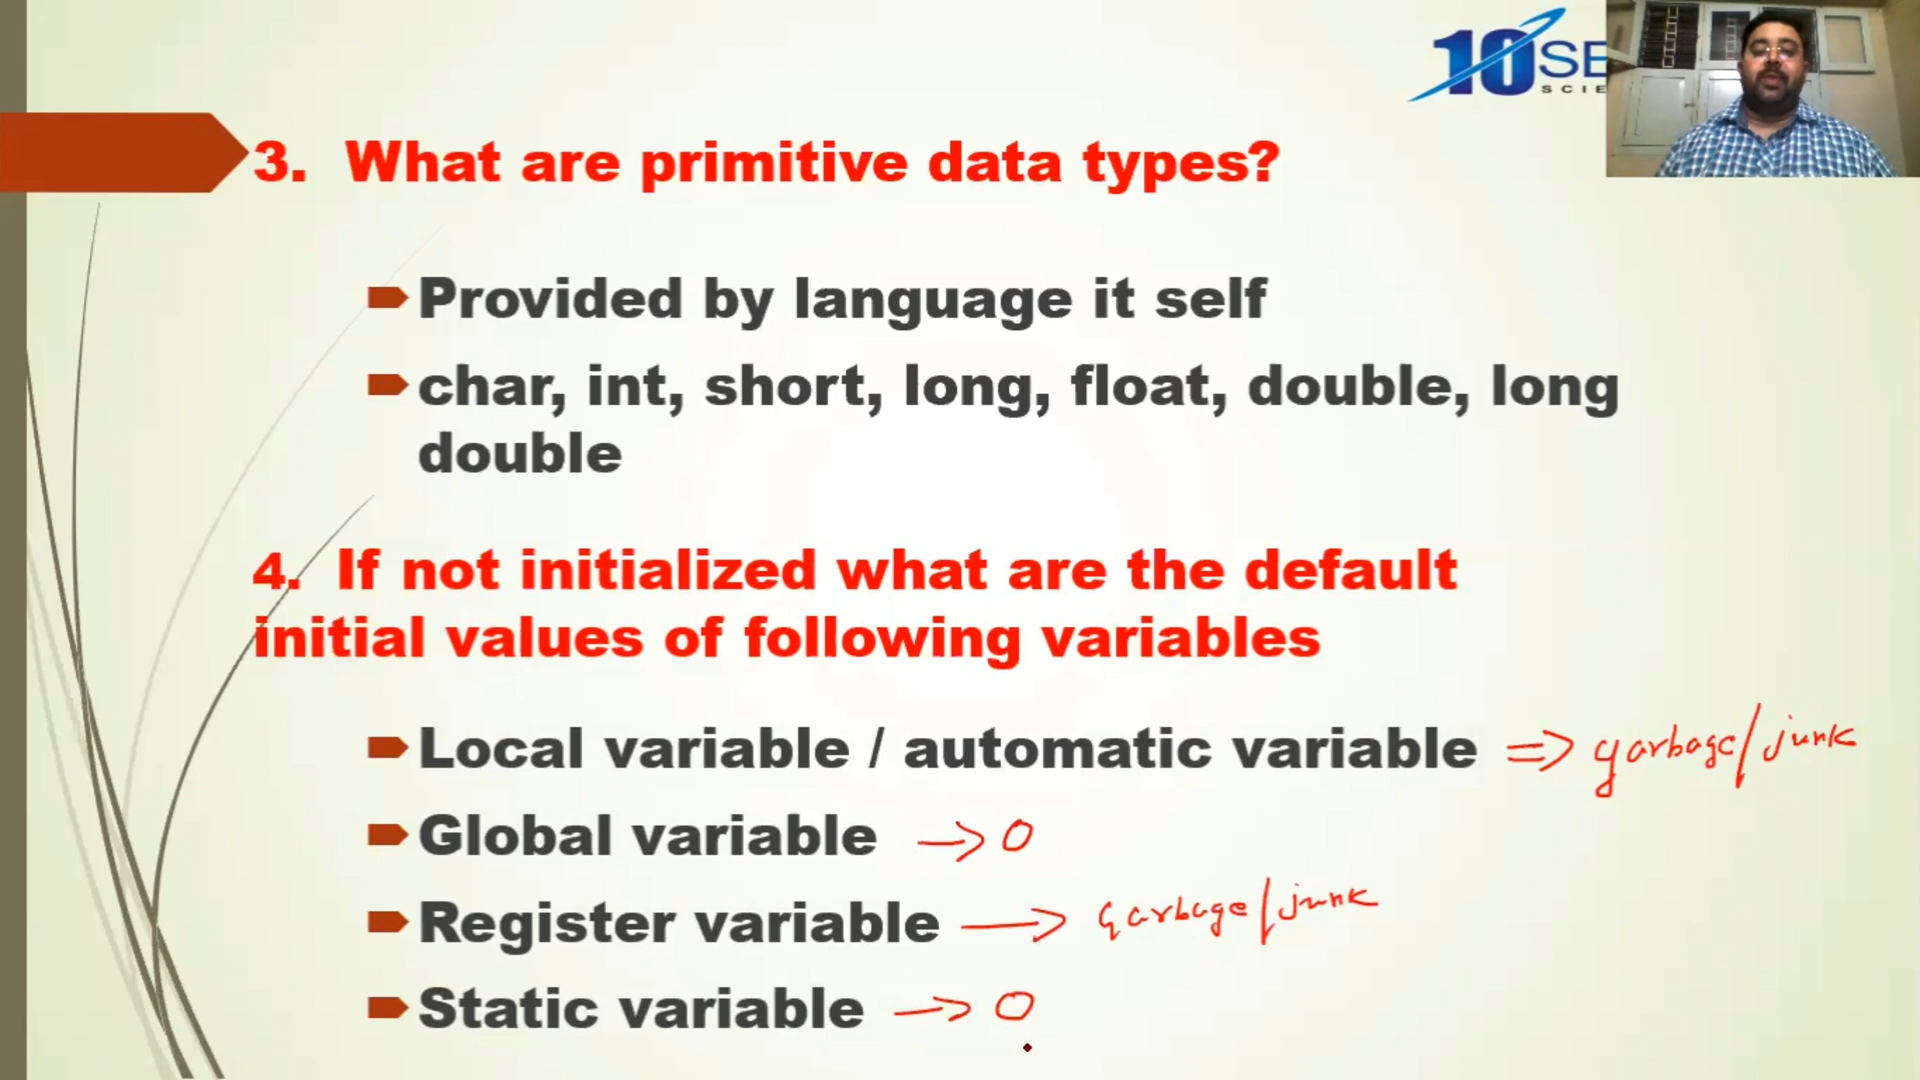 10SE
SCIE
3. What are primitive data types?
Provided by language it self
char, int, short, long, float, double, long
double
4. If not initialized what are the default
initial values of following variables
Local variable / automatic variable => garbage/junk
Global variable -> 0
Register variable -> garbage/junk
Static variable -> 0